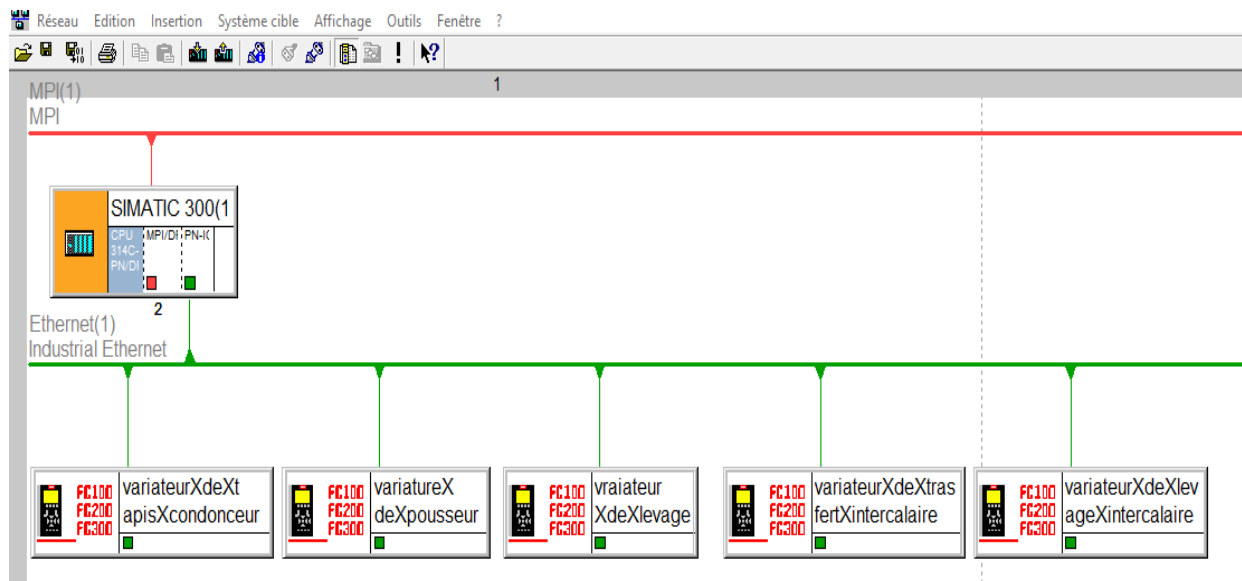 Réseau Edition Insertion Système cible Affichage Outils Fenêtre ?
1
MPI(1)
MPI
SIMATIC 300(1
CPU
314C-
PN/DI
MPI/DI
PN-I(
2
Ethernet(1)
Industrial Ethernet
FC100
FC200
FC300
variateurXdeXt
apisXcondonceur
FC100
FC200
FC300
variatureX
deXpousseur
FC100
FC200
FC300
vraiateur
XdeXlevage
FC100
FC200
FC300
variateurXdeXtras
fertXintercalaire
FC100
FC200
FC300
variateurXdeXlev
ageXintercalaire